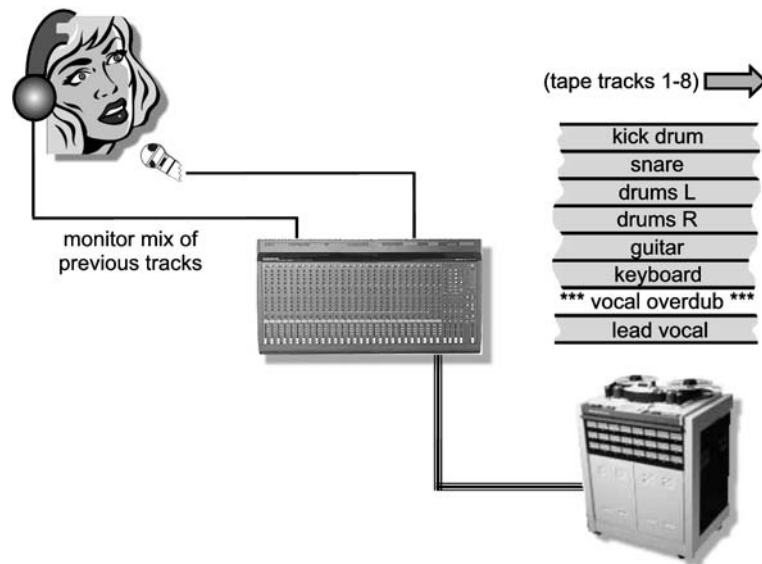 (tape tracks 1-8)
kick drum
snare
drums L
drums R
guitar
keyboard
*** vocal overdub ***
lead vocal
monitor mix of
previous tracks